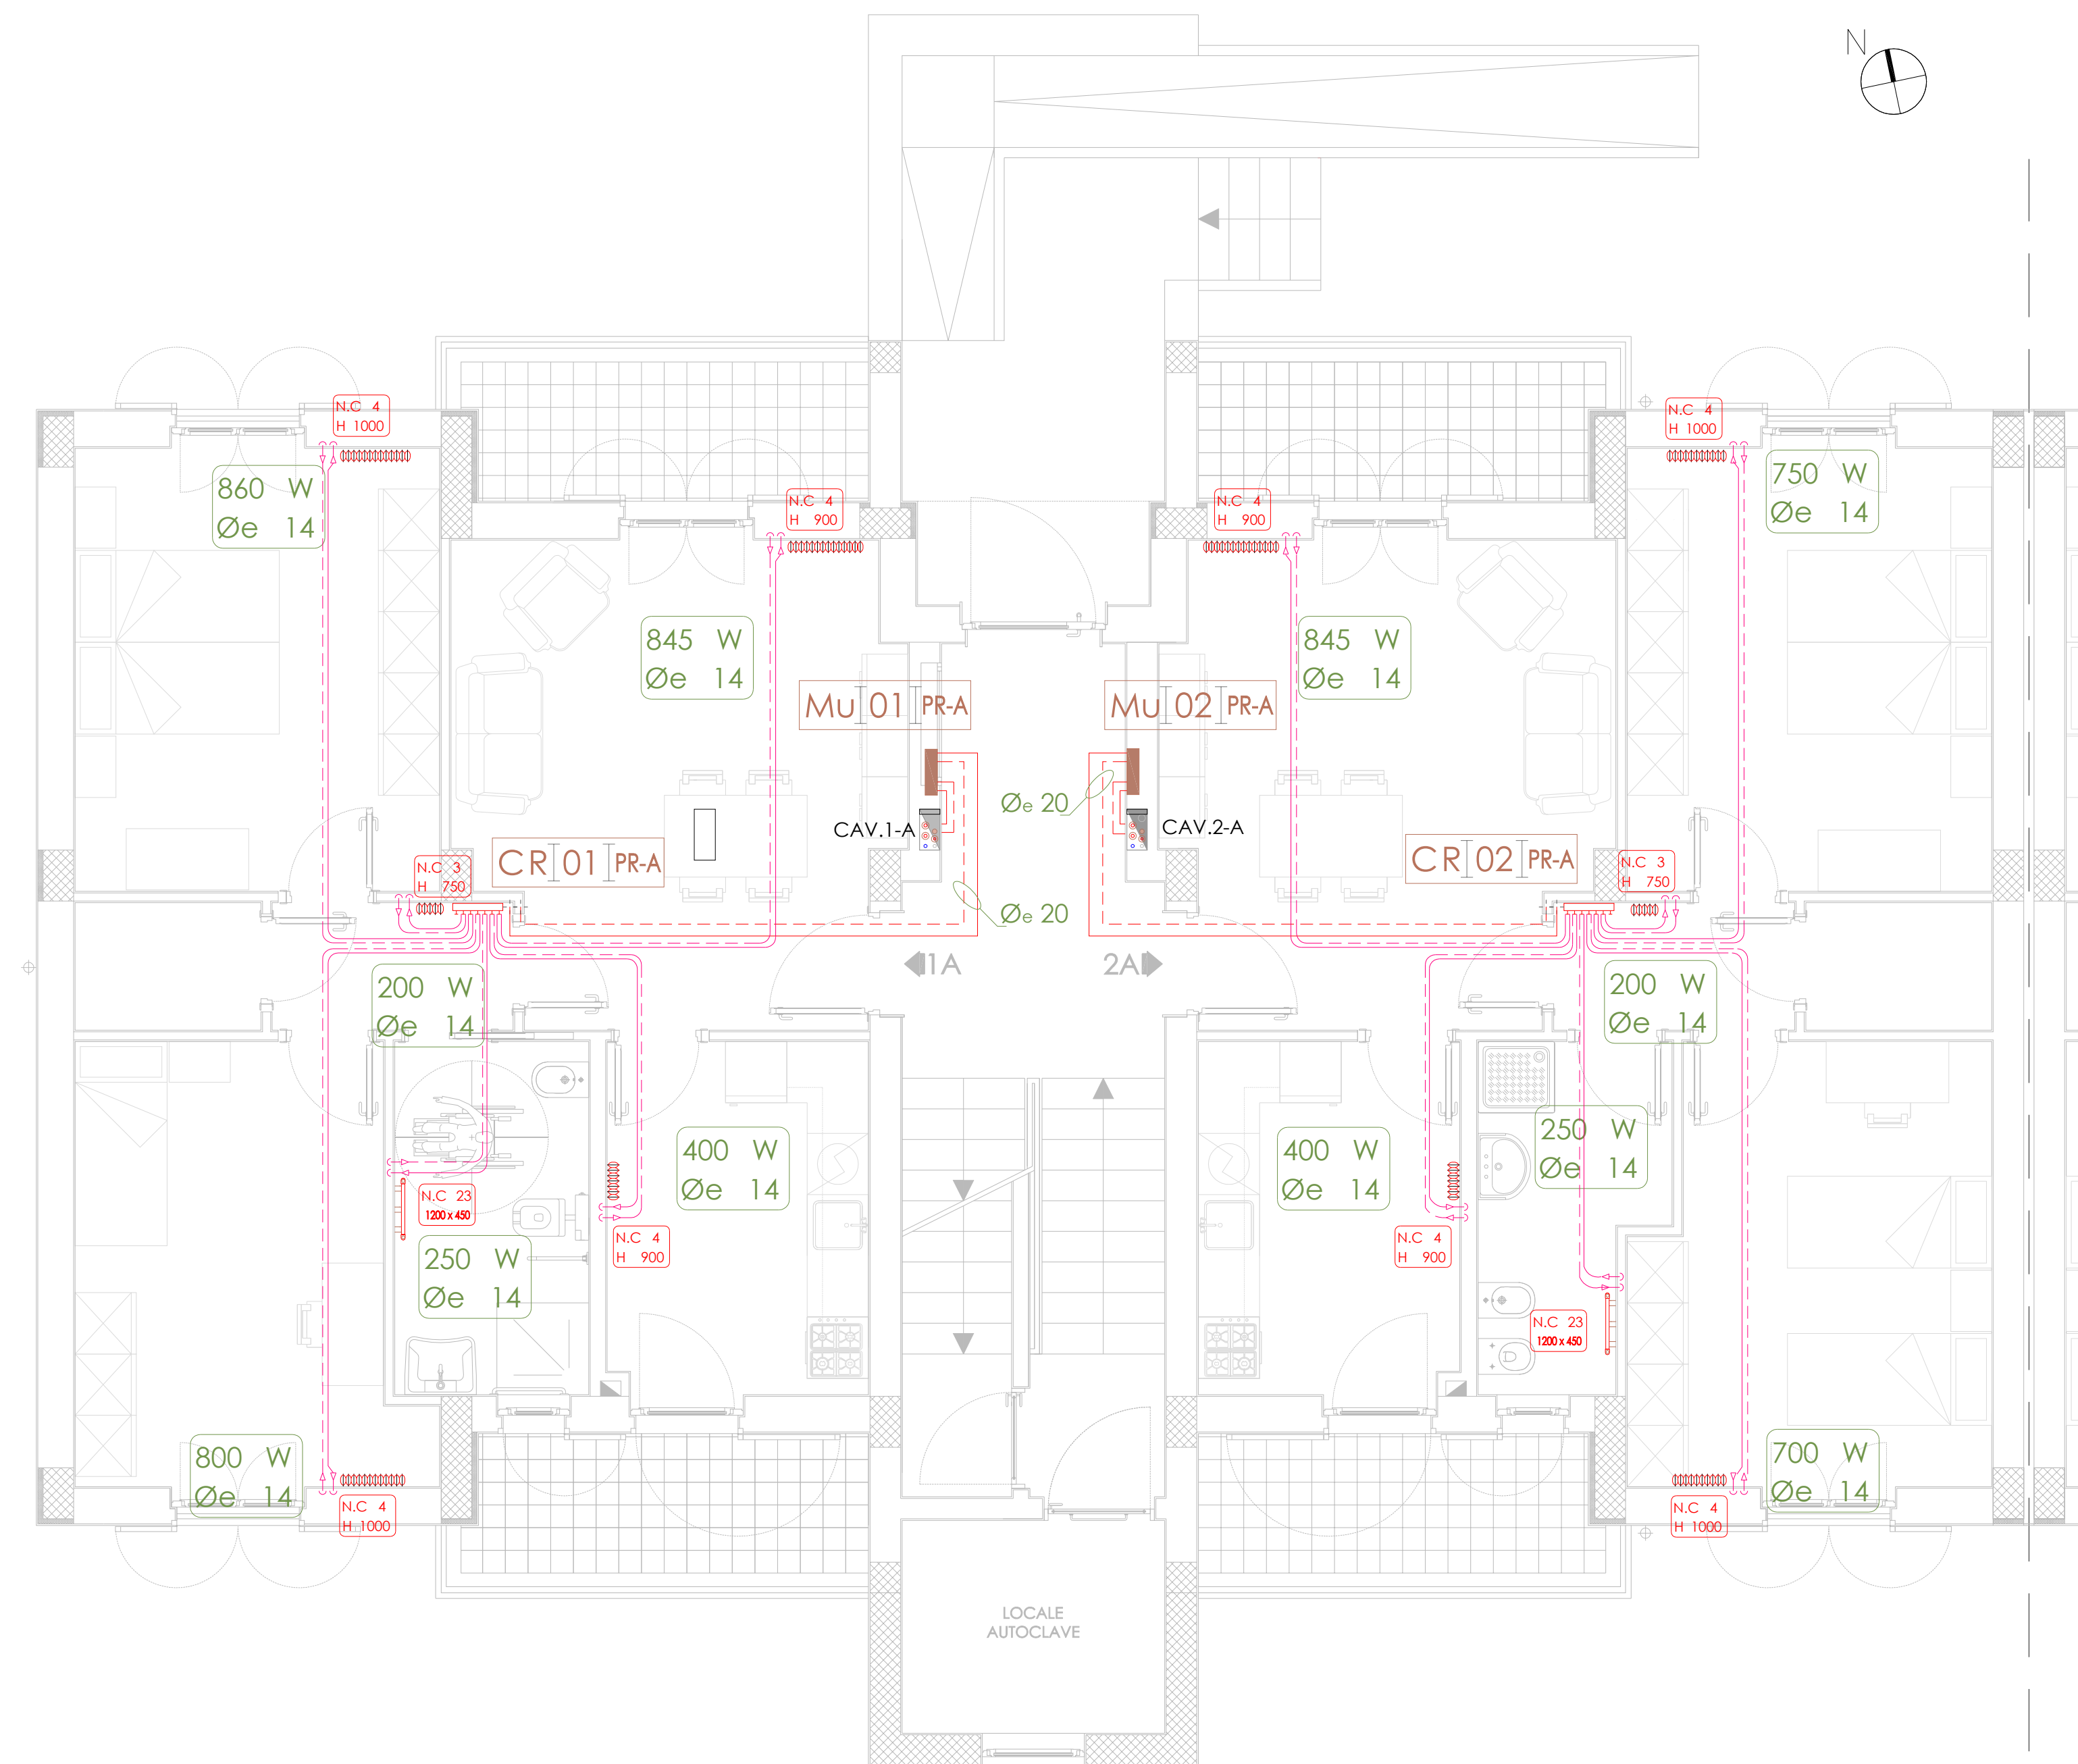 N
N.C 4
H 1000
N.C 4
H 1000
860 W
Øe 14
750 W
Øe 14
N.C 4
H 900
N.C 4
H 900
845 W
Øe 14
845 W
Øe 14
Mu 01 PR-A
Mu 02 PR-A
Øe 20
CAV.1-A
CAV.2-A
CR 01 PR-A
CR 02 PR-A
N.C 3
H 750
N.C 3
H 750
Øe 20
1A
2A
200 W
Øe 14
200 W
Øe 14
400 W
Øe 14
400 W
Øe 14
250 W
Øe 14
N.C 23
1200 x 450
N.C 4
H 900
N.C 4
H 900
250 W
Øe 14
N.C 23
1200 x 450
800 W
Øe 14
700 W
Øe 14
N.C 4
H 1000
N.C 4
H 1000
LOCALE
AUTOCLAVE